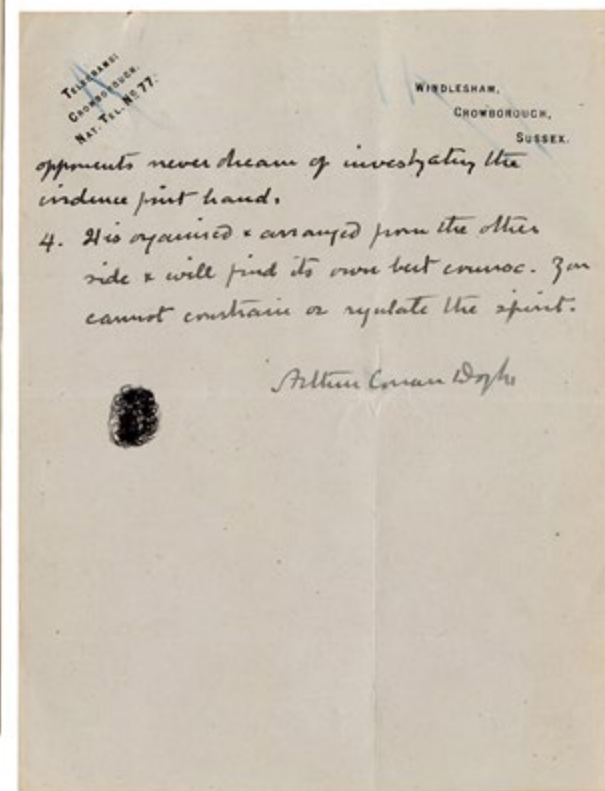 TELEGRAMS:
CROWBOROUGH.
NAT. TEL. No 77.
WINDLESHAM,
CROWBOROUGH,
SUSSEX.
opponents never dream of investigating the
evidence first hand.
4. It is organised & arranged from the other
side & will find its own best course. You
cannot constrain or regulate the spirit.
Arthur Conan Doyle